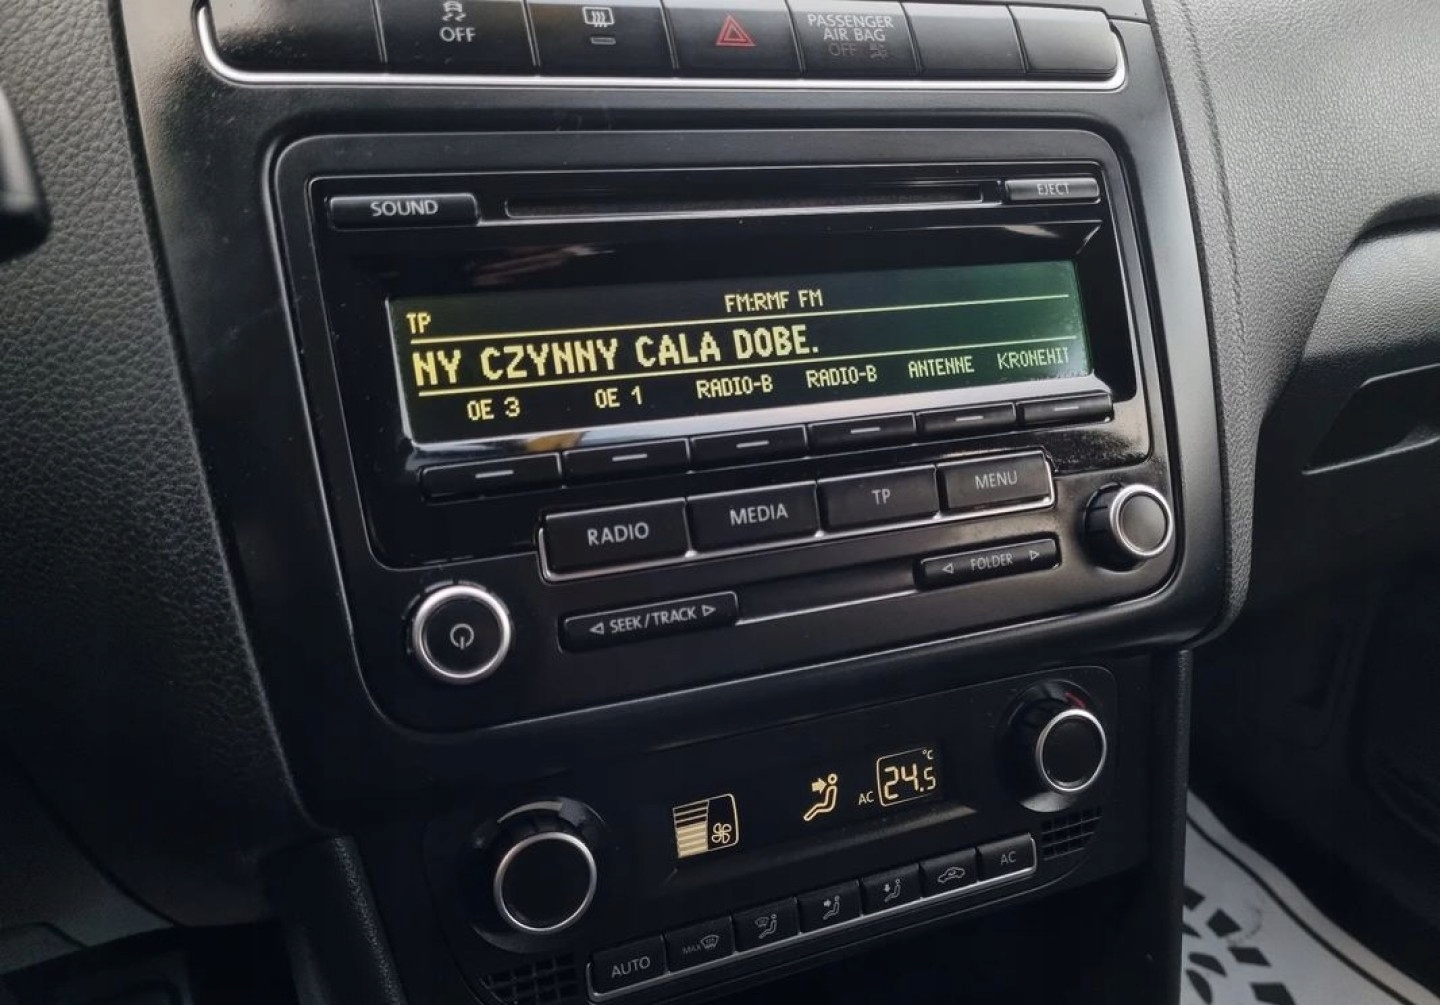 OFF
PASSENGER
AIR BAG
OFF
SOUND
EJECT
FM:RMF FM
TP
NY CZYNNY CALA DOBE.
OE 3 OE 1 RADIO-B RADIO-B ANTENNE KRONEHIT
RADIO MEDIA TP MENU
FOLDER
SEEK/TRACK
AC 24.5 °C
AUTO MAX AC